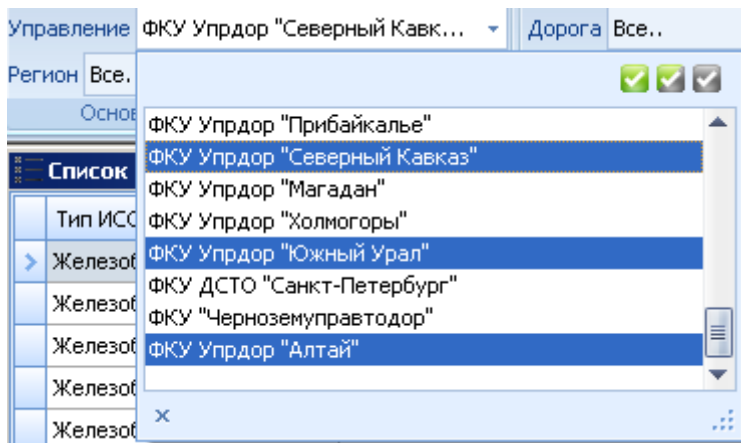 Управление ФКУ Упрдор "Северный Кавк... Дорога Все..
Регион Все.
Основ
ФКУ Упрдор "Прибайкалье"
ФКУ Упрдор "Северный Кавказ"
Список
ФКУ Упрдор "Магадан"
Тип ИСС
ФКУ Упрдор "Холмогоры"
Железоб
ФКУ Упрдор "Южный Урал"
ФКУ ДСТО "Санкт-Петербург"
Железоб
ФКУ "Черноземуправтодор"
Железоб
ФКУ Упрдор "Алтай"
Железоб
Железоб